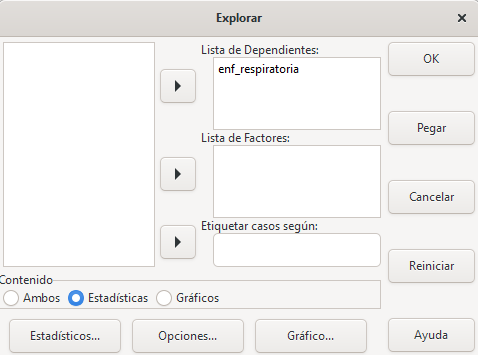 Explorar
Lista de Dependientes:
enf_respiratoria
Lista de Factores:
Etiquetar casos según:
OK
Pegar
Cancelar
Reiniciar
Contenido
Ambos
Estadísticas
Gráficos
Estadísticos...
Opciones...
Gráfico...
Ayuda